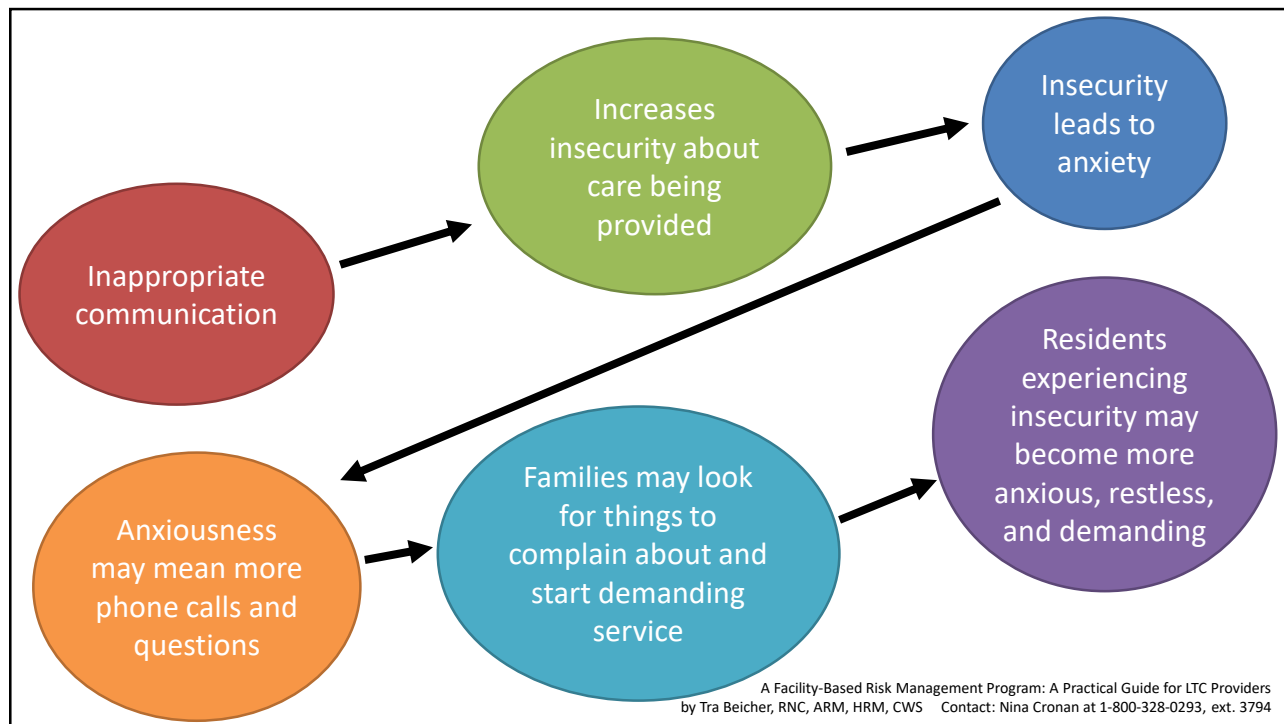 Inappropriate
communication
Increases
insecurity about
care being
provided
Insecurity
leads to
anxiety
Anxiousness
may mean more
phone calls and
questions
Families may look
for things to
complain about and
start demanding
service
Residents
experiencing
insecurity may
become more
anxious, restless,
and demanding
A Facility-Based Risk Management Program: A Practical Guide for LTC Providers
by Tra Beicher, RNC, ARM, HRM, CWS Contact: Nina Cronan at 1-800-328-0293, ext. 3794